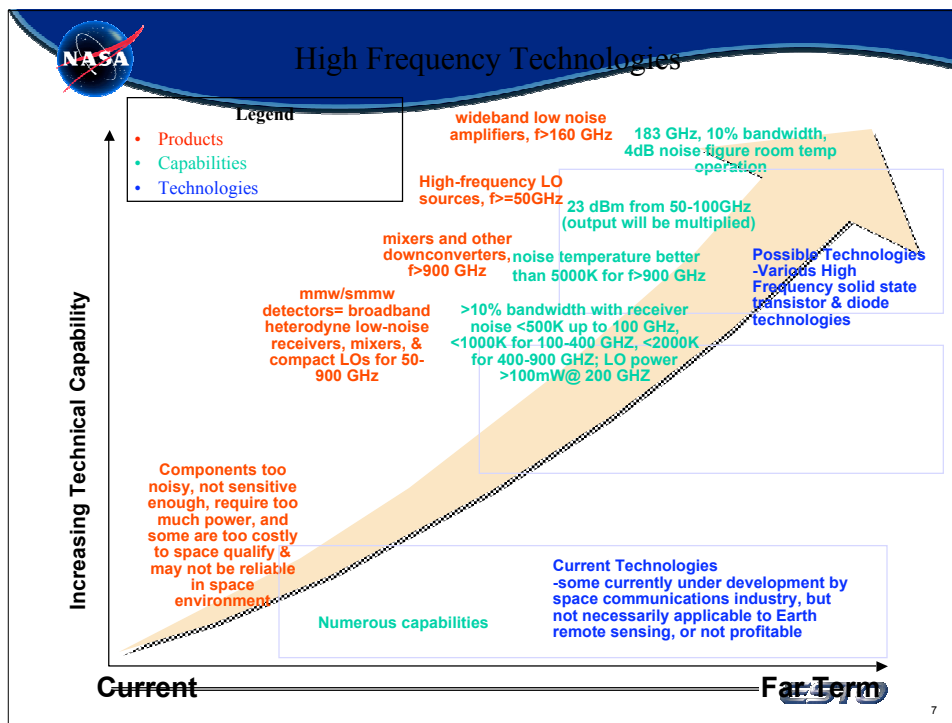 NASA
High Frequency Technologies
Legend
• Products
• Capabilities
• Technologies
wideband low noise
amplifiers, f>160 GHz
183 GHz, 10% bandwidth,
4dB noise figure room temp
operation
High-frequency LO
sources, f>=50GHz
23 dBm from 50-100GHz
(output will be multiplied)
mixers and other
downconverters,
f>900 GHz
noise temperature better
than 5000K for f>900 GHz
Possible Technologies
-Various High
Frequency solid state
transistor & diode
technologies
mmw/smmw
detectors= broadband
heterodyne low-noise
receivers, mixers, &
compact LOs for 50-
900 GHz
>10% bandwidth with receiver
noise <500K up to 100 GHz,
<1000K for 100-400 GHZ, <2000K
for 400-900 GHZ; LO power
>100mW@ 200 GHZ
Increasing Technical Capability
Components too
noisy, not sensitive
enough, require too
much power, and
some are too costly
to space qualify &
may not be reliable
in space
environment
Numerous capabilities
Current Technologies
-some currently under development by
space communications industry, but
not necessarily applicable to Earth
remote sensing, or not profitable
Current
Far Term
ESTO
7